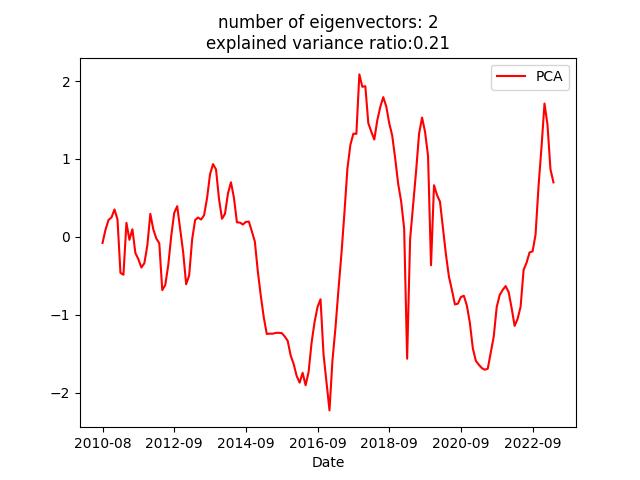 number of eigenvectors: 2
explained variance ratio:0.21
PCA
2
1
0
−1
−2
2010-08 2012-09 2014-09 2016-09 2018-09 2020-09 2022-09
Date